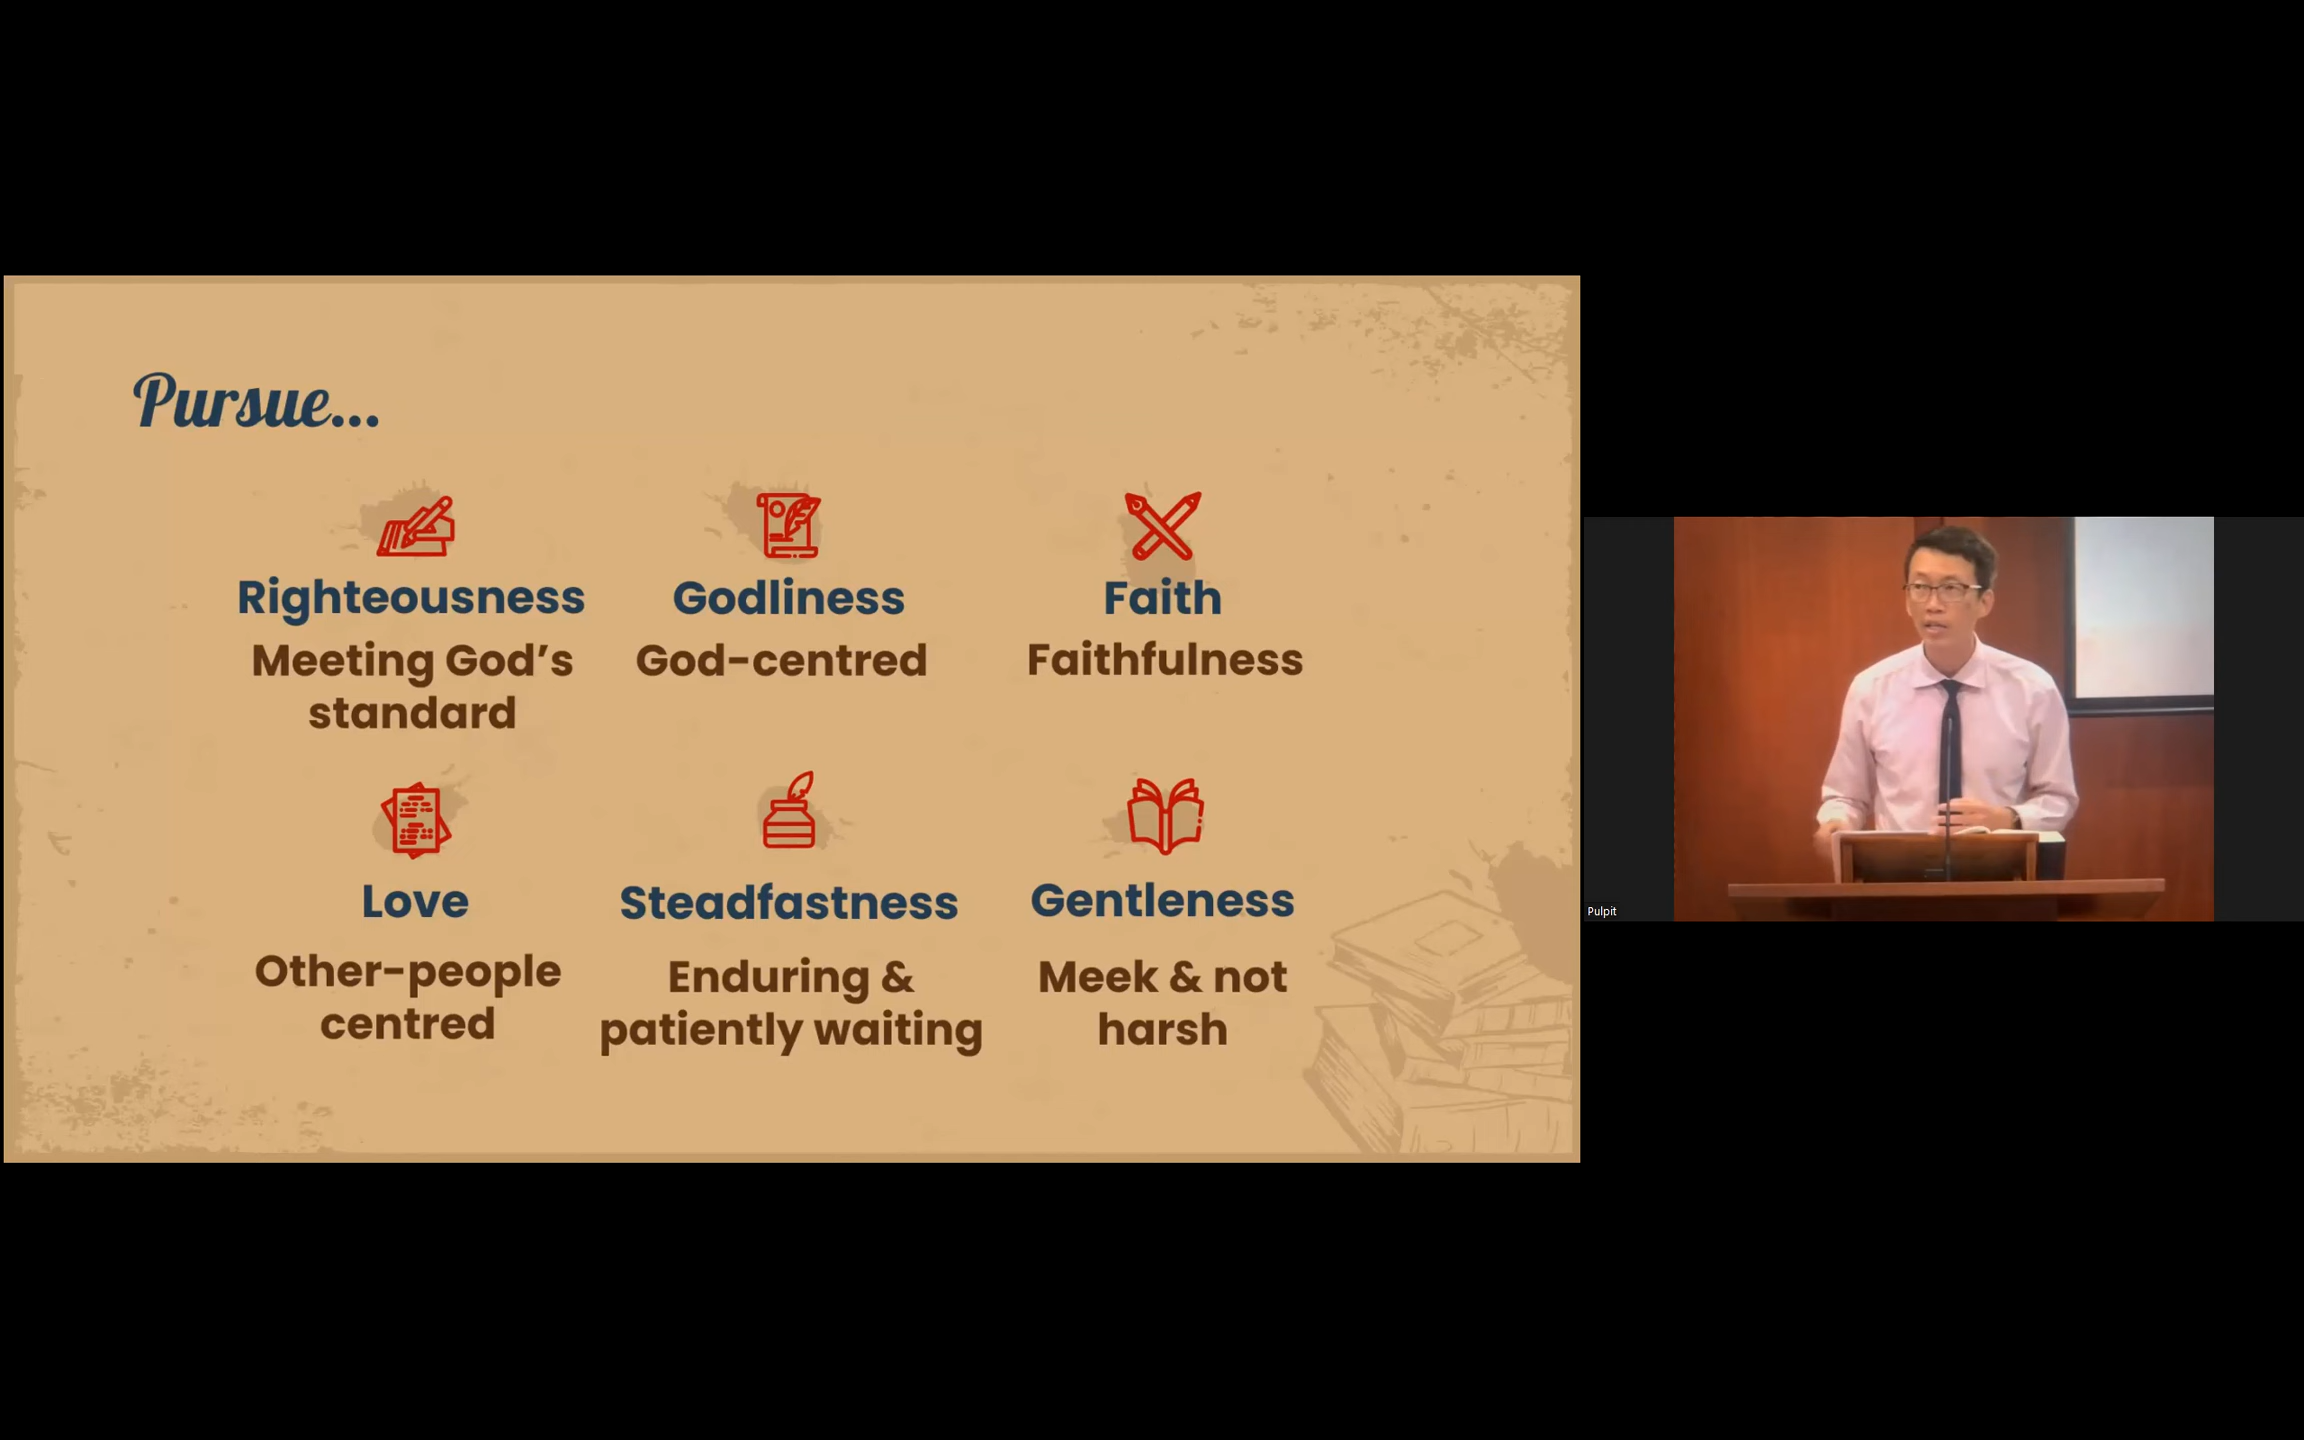 Pursue...
Righteousness
Meeting God's
standard
Godliness
God-centred
Faith
Faithfulness
Love
Other-people
centred
Steadfastness
Enduring &
patiently waiting
Gentleness
Meek & not
harsh
Pulpit